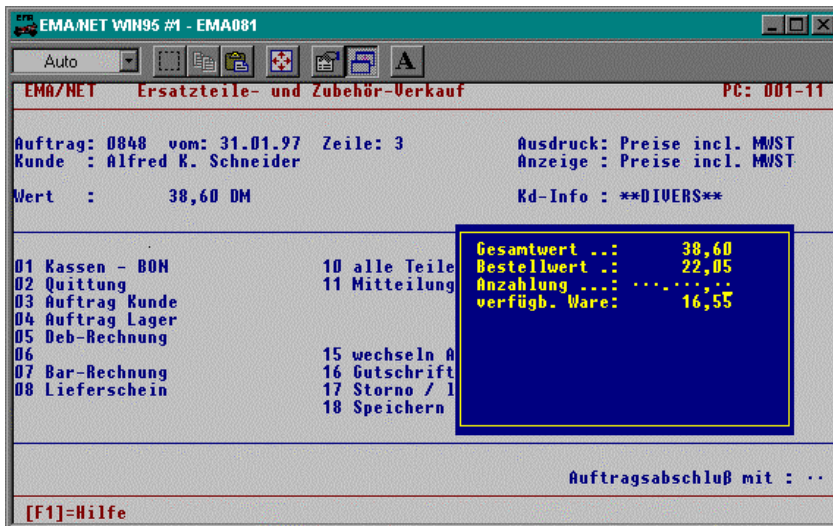 EMA/NET WIN95 #1 - EMA081
Auto
A
EMA/NET Ersatzteile- und Zubehör-Verkauf PC: 001-11
Auftrag: 0848 vom: 31.01.97 Zeile: 3 Ausdruck: Preise incl. MWST
Kunde : Alfred K. Schneider Anzeige : Preise incl. MWST
Wert : 38,60 DM Kd-Info : **DIVERS**
Gesamtwert ..: 38,60
Bestellwert .: 22,05
Anzahlung ...: ···.···,··
verfügb. Ware: 16,55
01 Kassen - BON 10 alle Teile
02 Quittung 11 Mitteilung
03 Auftrag Kunde
04 Auftrag Lager
05 Deb-Rechnung
06 15 wechseln A
07 Bar-Rechnung 16 Gutschrift
08 Lieferschein 17 Storno / l
18 Speichern
Auftragsabschluß mit : ··
[F1]=Hilfe